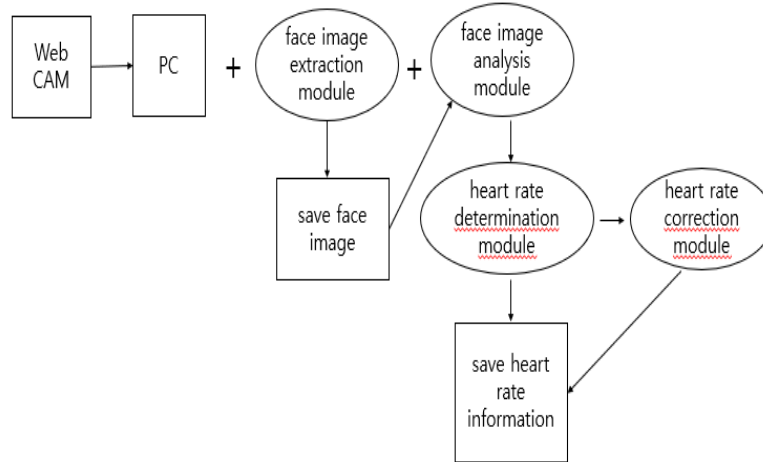 Web
CAM
PC
+
face image
extraction
module
+
face image
analysis
module
save face
image
heart rate
determination
module
heart rate
correction
module
save heart
rate
information